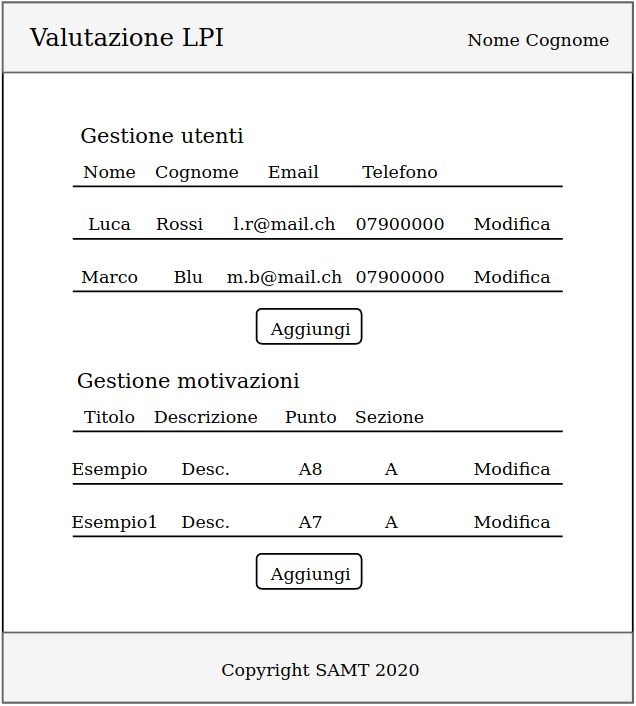 Valutazione LPI Nome Cognome
Gestione utenti
Nome Cognome Email Telefono
Luca Rossi l.r@mail.ch 07900000 Modifica
Marco Blu m.b@mail.ch 07900000 Modifica
Aggiungi
Gestione motivazioni
Titolo Descrizione Punto Sezione
Esempio Desc. A8 A Modifica
Esempio1 Desc. A7 A Modifica
Aggiungi
Copyright SAMT 2020